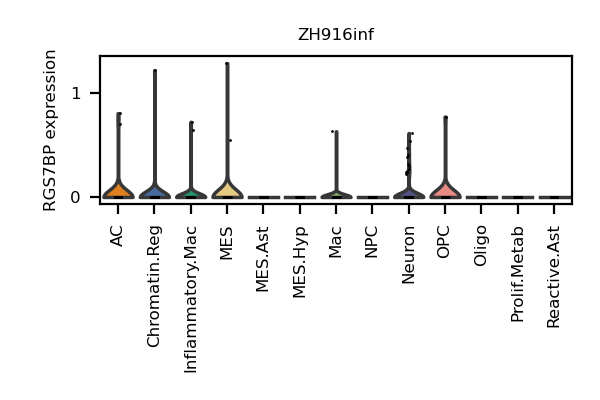 ZH916inf
RGS7BP expression
1
0
AC
Chromatin.Reg
Inflammatory.Mac
MES
MES.Ast
MES.Hyp
Mac
NPC
Neuron
OPC
Oligo
Prolif.Metab
Reactive.Ast